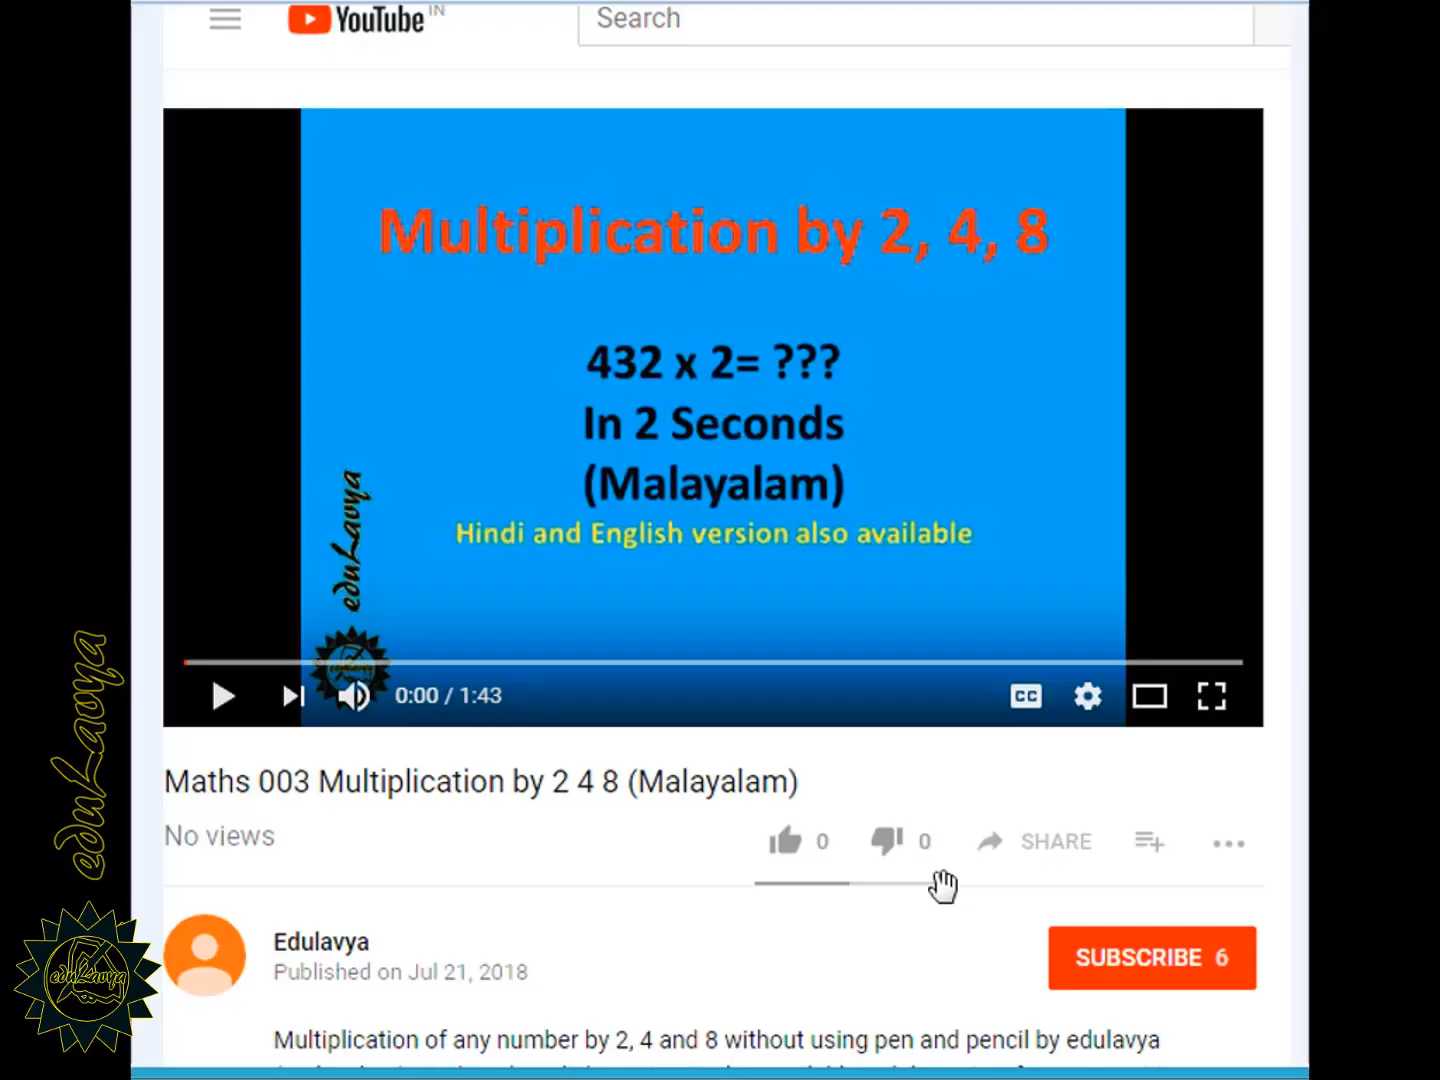 YouTube IN
Search
Multiplication by 2, 4, 8
432 x 2= ???
In 2 Seconds
(Malayalam)
Hindi and English version also available
eduLavya
0:00 / 1:43
CC
Maths 003 Multiplication by 2 4 8 (Malayalam)
No views
0 0 SHARE
eduLavya
eduLavya
Edulavya
Published on Jul 21, 2018
SUBSCRIBE 6
Multiplication of any number by 2, 4 and 8 without using pen and pencil by edulavya